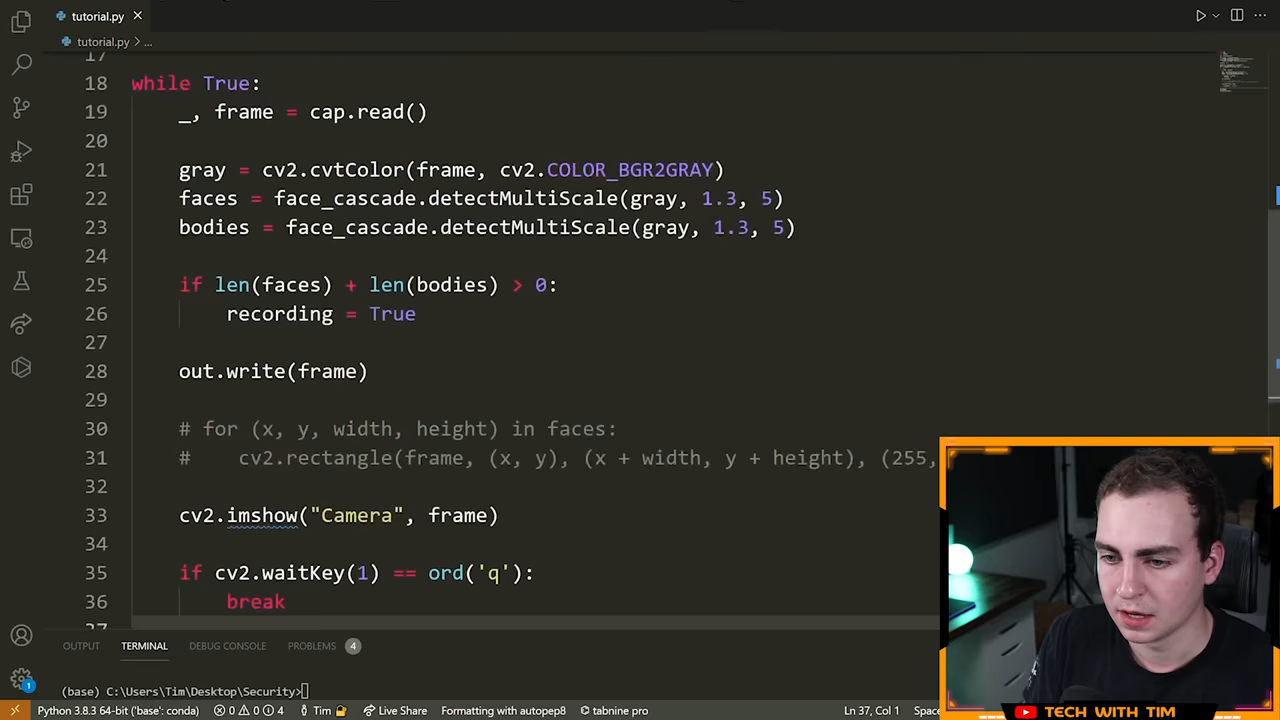 tutorial.py
tutorial.py > ...
17
18 while True:
19 _, frame = cap.read()
20
21 gray = cv2.cvtColor(frame, cv2.COLOR_BGR2GRAY)
22 faces = face_cascade.detectMultiScale(gray, 1.3, 5)
23 bodies = face_cascade.detectMultiScale(gray, 1.3, 5)
24
25 if len(faces) + len(bodies) > 0:
26 recording = True
27
28 out.write(frame)
29
30 # for (x, y, width, height) in faces:
31 # cv2.rectangle(frame, (x, y), (x + width, y + height), (255,
32
33 cv2.imshow("Camera", frame)
34
35 if cv2.waitKey(1) == ord('q'):
36 break
37
OUTPUT TERMINAL DEBUG CONSOLE PROBLEMS 4
(base) C:\Users\Tim\Desktop\Security>
1 Python 3.8.3 64-bit ('base': conda) 0 0 4 Tim Live Share Formatting with autopep8 tabnine pro Ln 37, Col 1 Spac
TECH WITH TIM